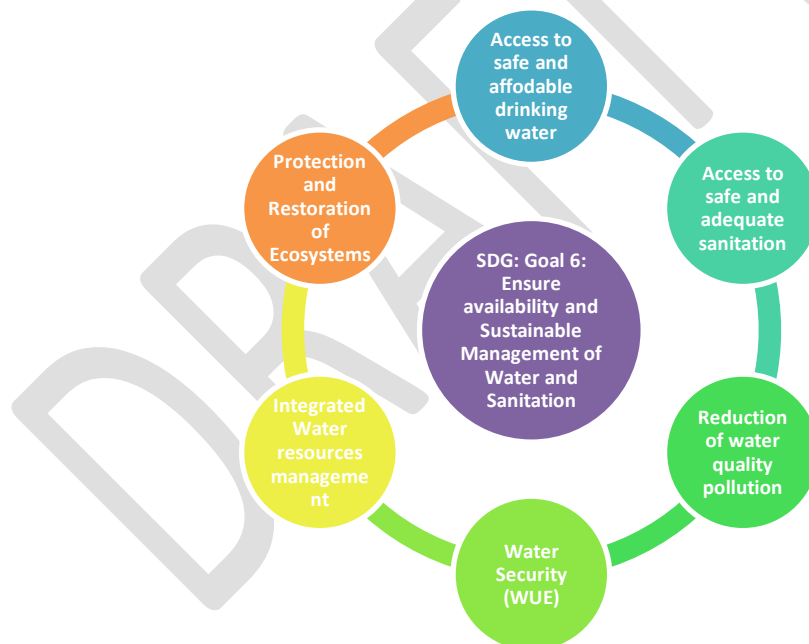 Access to
safe and
affodable
drinking
water
Access to
safe and
adequate
sanitation
Reduction
of water
quality
pollution
Water
Security
(WUE)
Integrated
Water
resources
manageme
nt
Protection
and
Restoration
of
Ecosystems
SDG: Goal 6:
Ensure
availability and
Sustainable
Management of
Water and
Sanitation
DRAFT